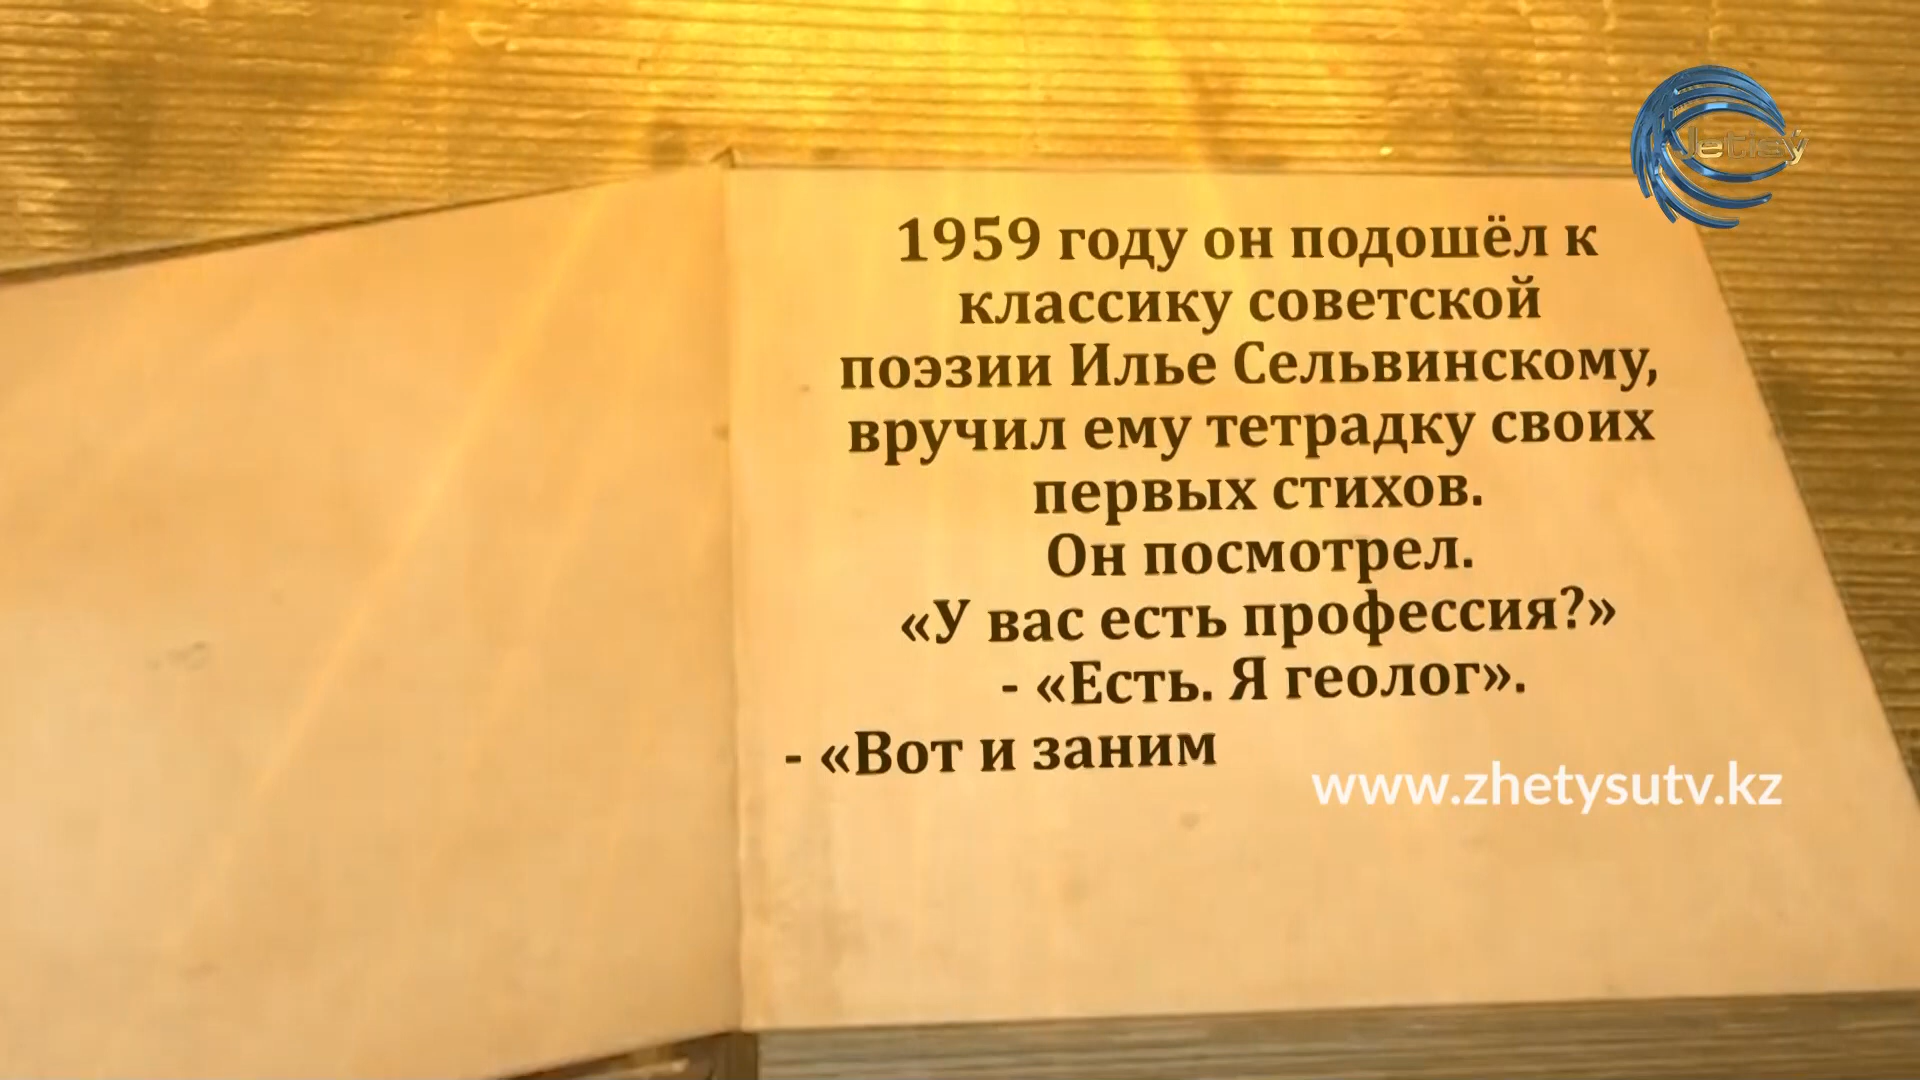 Jetisý
1959 году он подошёл к
классику советской
поэзии Илье Сельвинскому,
вручил ему тетрадку своих
первых стихов.
Он посмотрел.
«У вас есть профессия?»
- «Есть. Я геолог».
- «Вот и заним
www.zhetysutv.kz